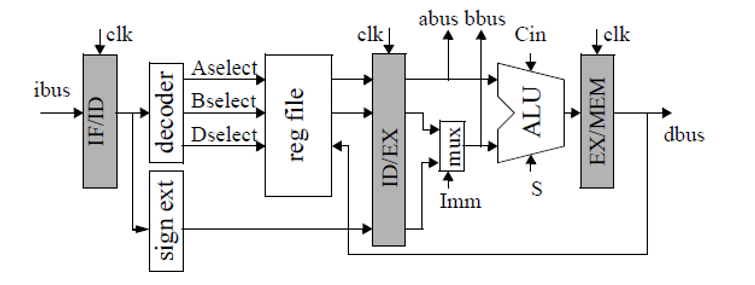 abus bbus
clk
clk
Cin
clk
ibus
IF/ID
decoder
Aselect
Bselect
Dselect
reg file
ID/EX
mux
ALU
EX/MEM
dbus
sign ext
Imm
S